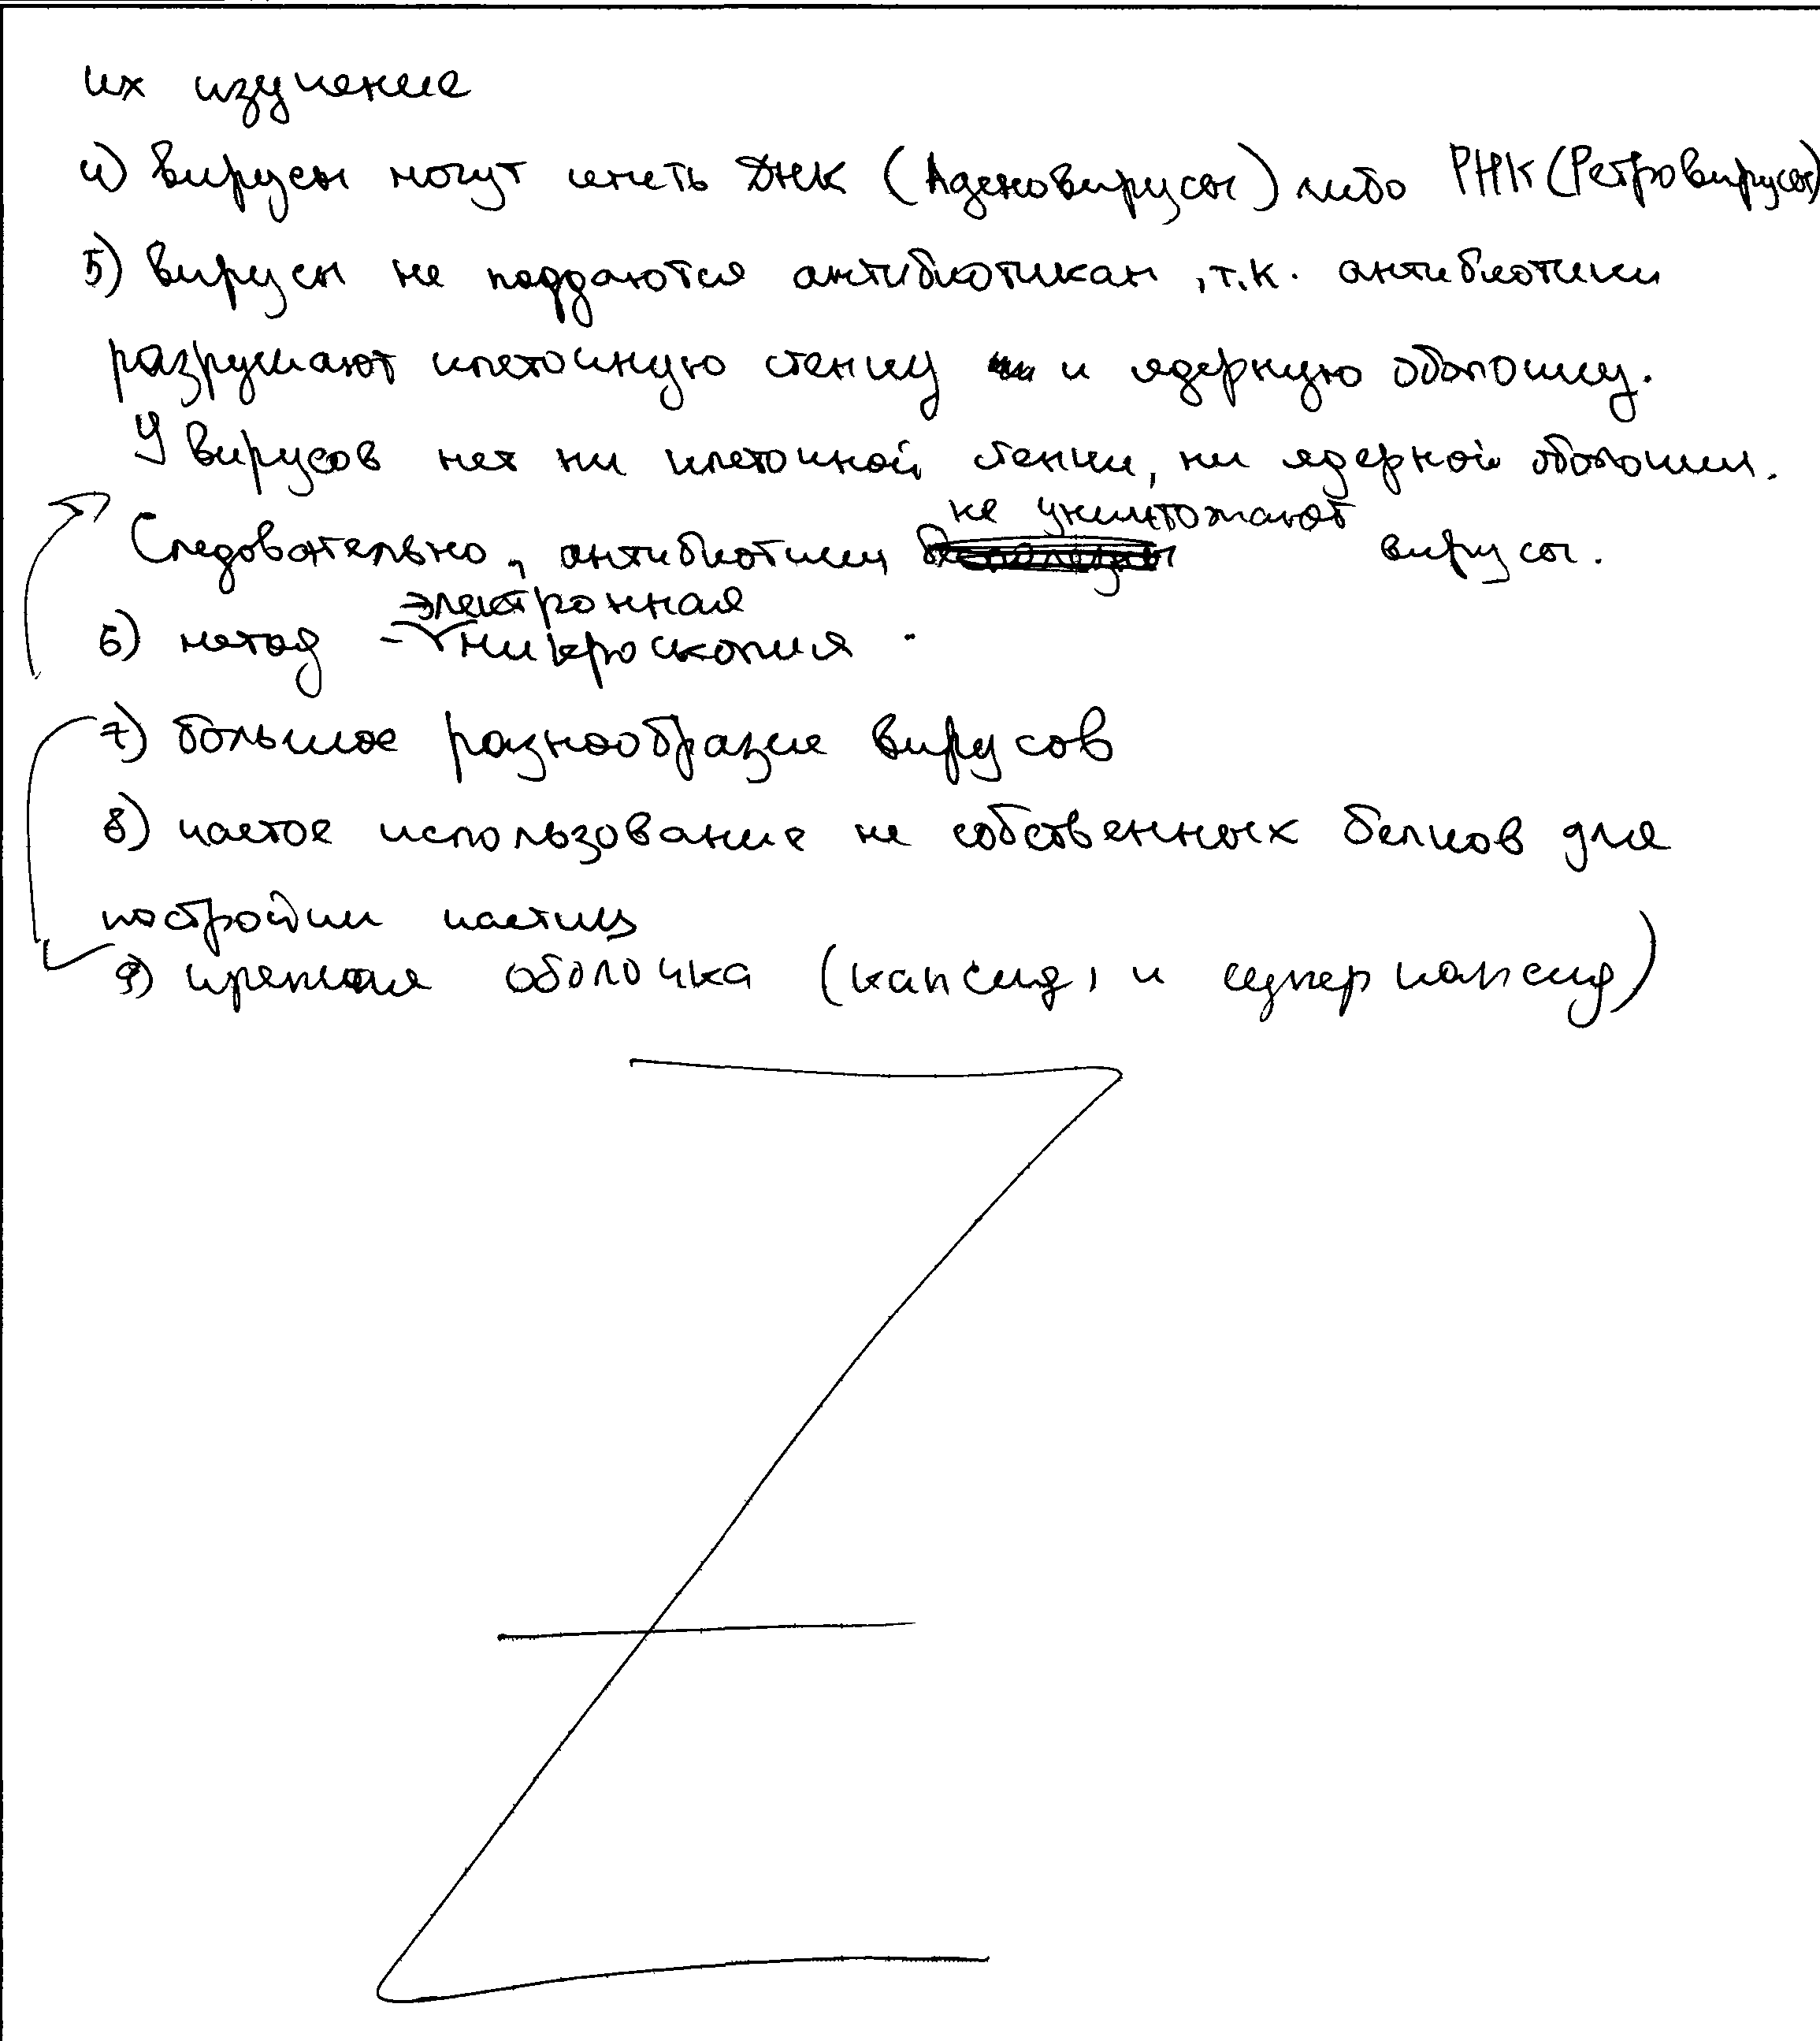 их изучение
4) вирусы могут иметь ДНК (Аденовирусы) либо РНК (Ретровирусы)
5) вирусы не поддаются антибиотикам, т.к. антибиотики
разрушают клеточную стенку и ядерную оболочку.
У вирусов нет ни клеточной стенки, ни ядерной оболочки.
не уничтожают
Следовательно, антибиотики вирусы.
электронная
6) метод - микроскопия.
7) большое разнообразие вирусов
8) частое использование не собственных белков для
постройки частиц
9) крепкая оболочка (капсид, и суперкапсид)